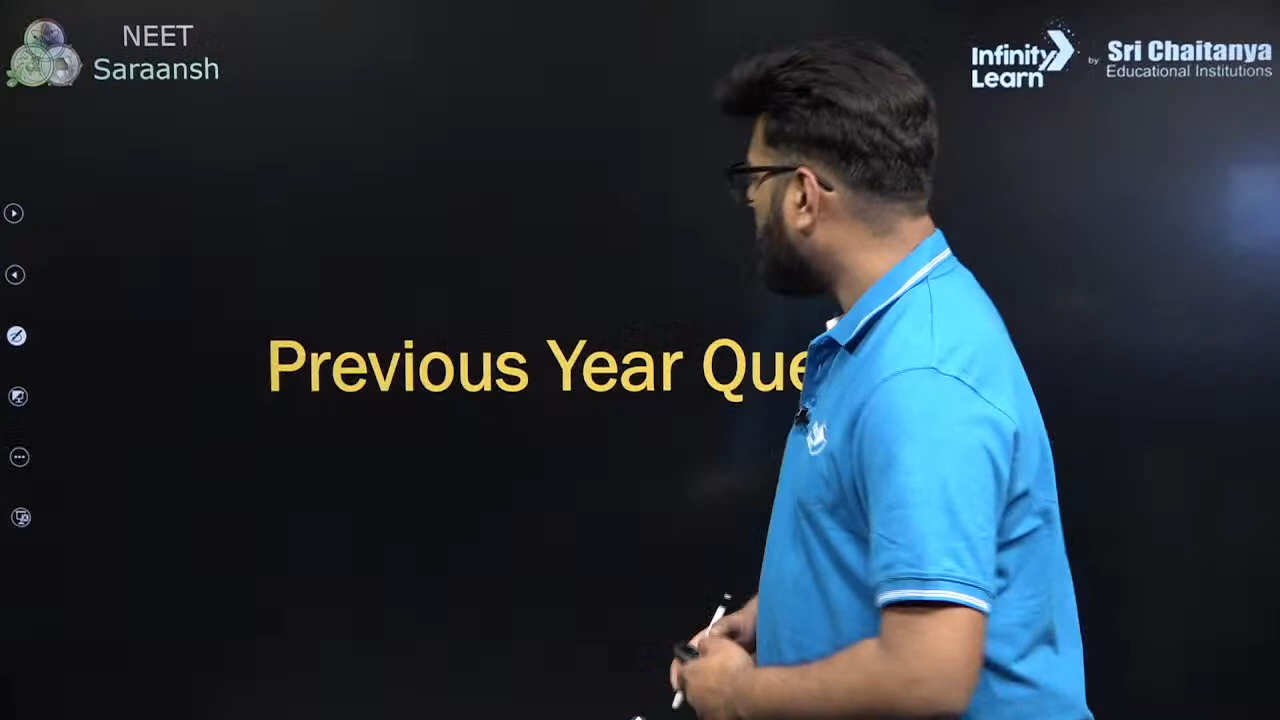 NEET
Saraansh
Infinity
Learn
by
Sri Chaitanya
Educational Institutions
Previous Year Que